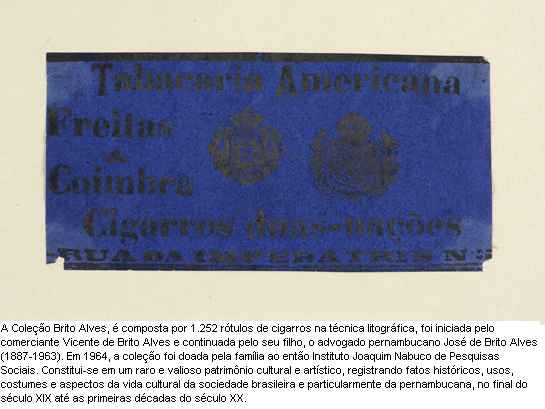 Tabacaria Americana
Freitas
&
Coimbra
Cigarros duas nações
RUA DA IMPERATRIS N. 5
A Coleção Brito Alves, é composta por 1.252 rótulos de cigarros na técnica litográfica, foi iniciada pelo
comerciante Vicente de Brito Alves e continuada pelo seu filho, o advogado pernambucano José de Brito Alves
(1887-1963). Em 1964, a coleção foi doada pela família ao então Instituto Joaquim Nabuco de Pesquisas
Sociais. Constitui-se em um raro e valioso patrimônio cultural e artístico, registrando fatos históricos, usos,
costumes e aspectos da vida cultural da sociedade brasileira e particularmente da pernambucana, no final do
século XIX até as primeiras décadas do século XX.